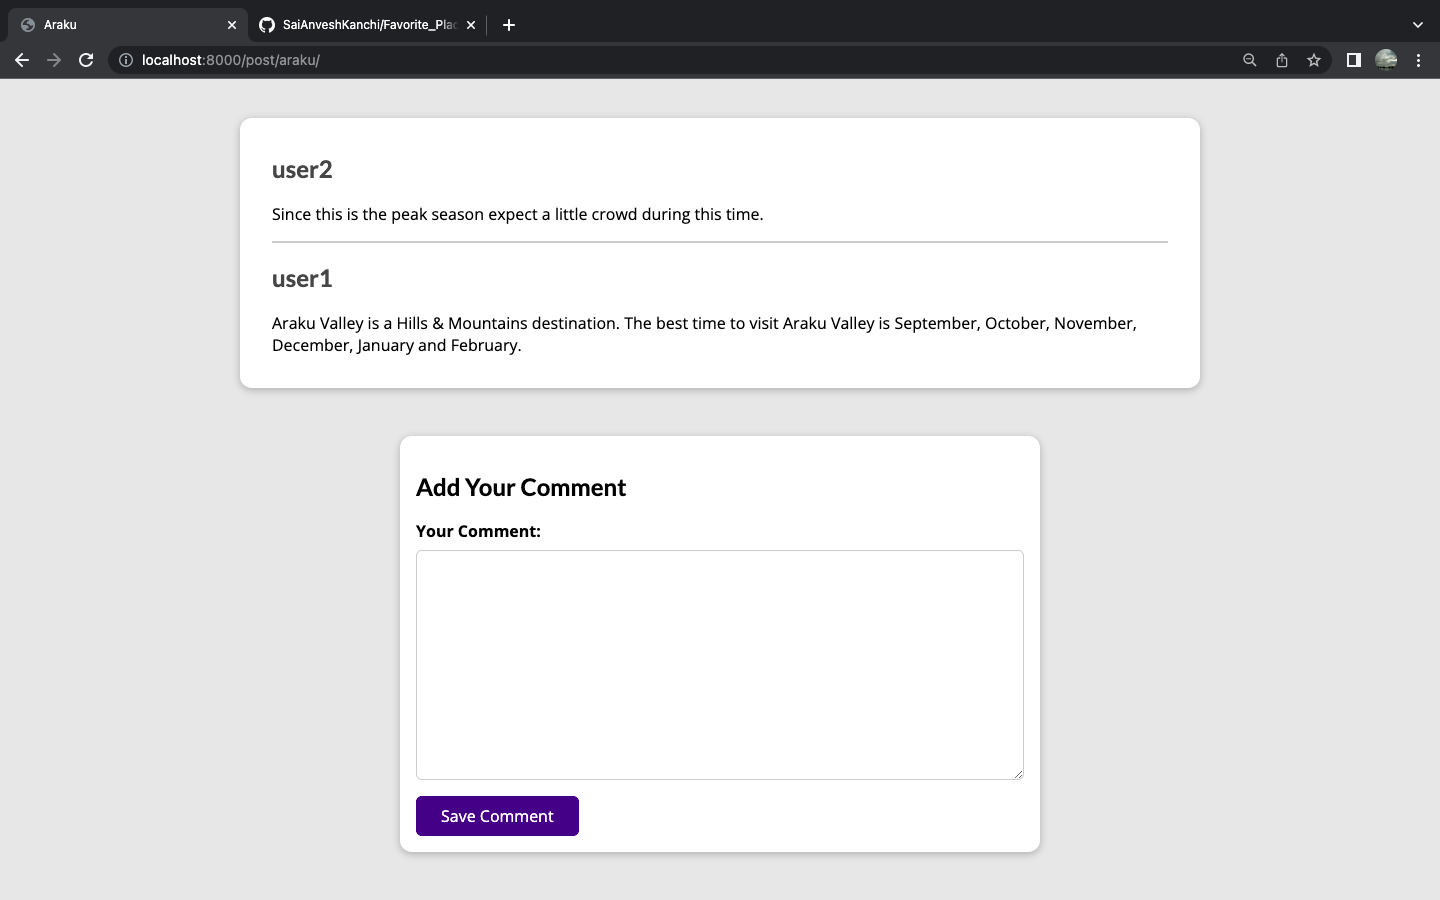 Araku
SaiAnveshKanchi/Favorite_Pla
localhost:8000/post/araku/
user2
Since this is the peak season expect a little crowd during this time.
user1
Araku Valley is a Hills & Mountains destination. The best time to visit Araku Valley is September, October, November,
December, January and February.
Add Your Comment
Your Comment:
Save Comment